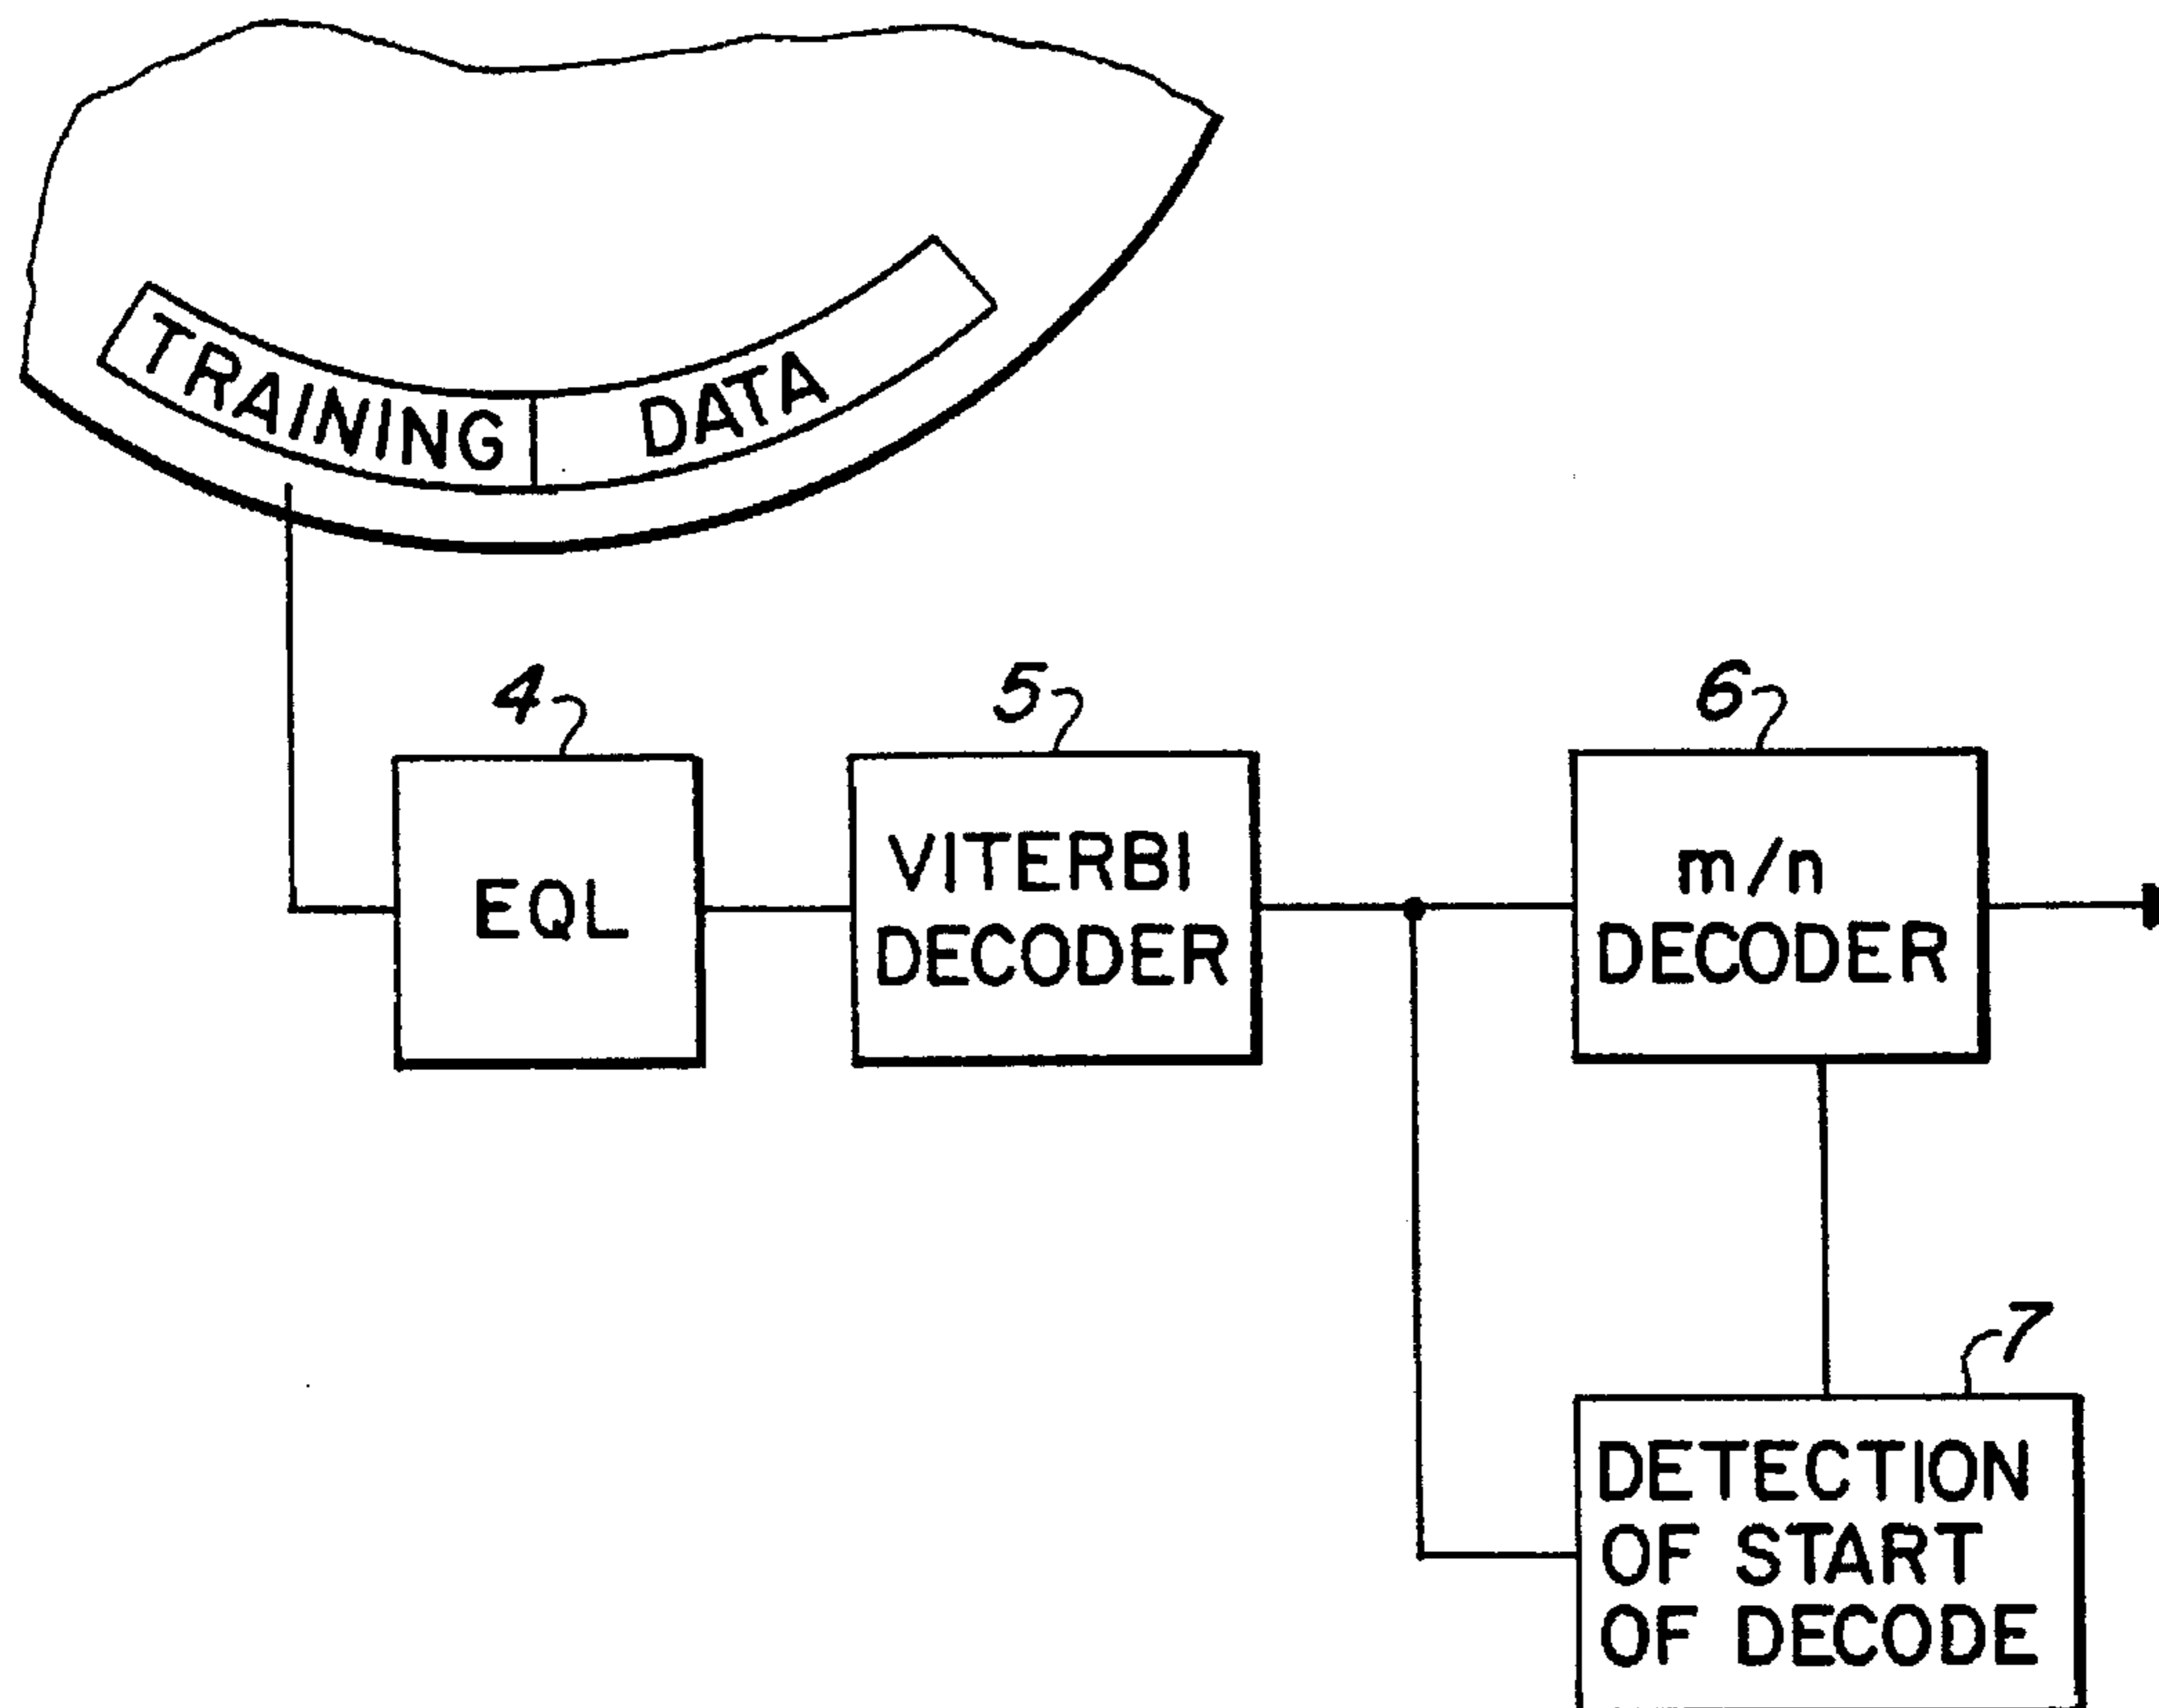 TRAINING
DATA
4
5
6
EQL
VITERBI
DECODER
m/n
DECODER
7
DETECTION
OF START
OF DECODE